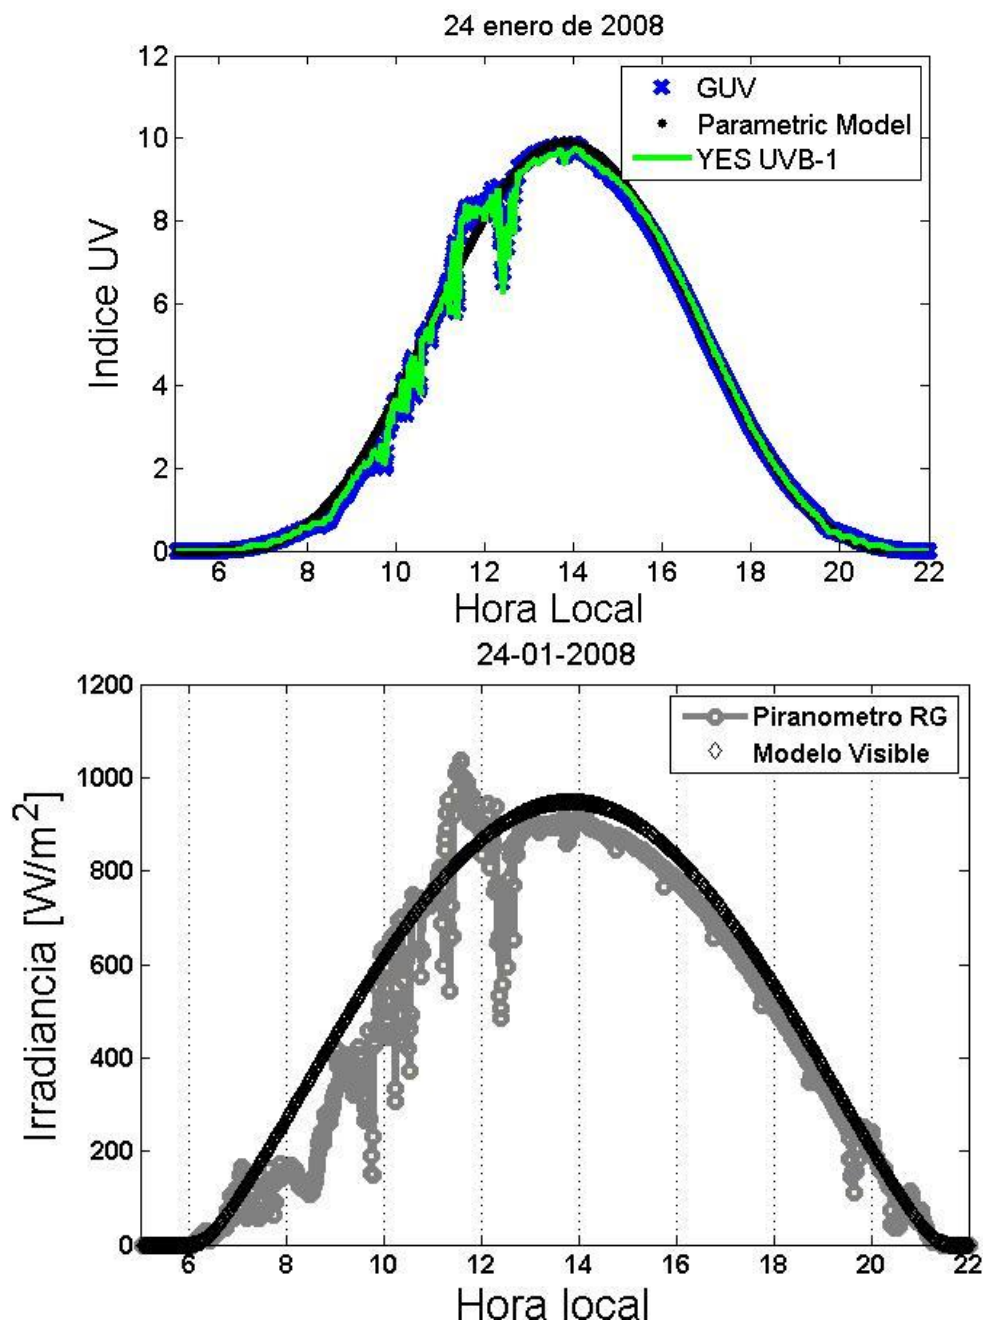 24 enero de 2008
12
10
8
6
4
2
0
Indice UV
GUV
Parametric Model
YES UVB-1
6 8 10 12 14 16 18 20 22
Hora Local
24-01-2008
1200
1000
800
600
400
200
0
Irradiancia [W/m²]
Piranometro RG
Modelo Visible
6 8 10 12 14 16 18 20 22
Hora local